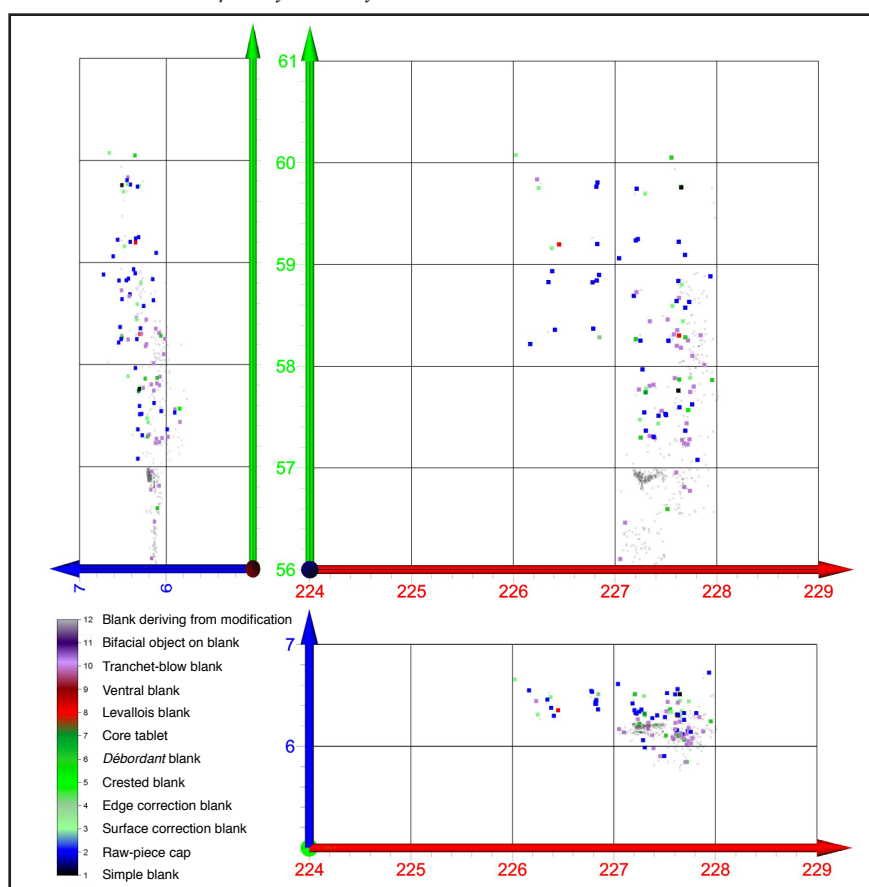 61
60
59
58
57
56
7
6
224
225
226
227
228
229
12 Blank deriving from modification
11 Bifacial object on blank
10 Tranchet-blow blank
9 Ventral blank
8 Levallois blank
7 Core tablet
6 Débordant blank
5 Crested blank
4 Edge correction blank
3 Surface correction blank
2 Raw-piece cap
1 Simple blank
7
6
224
225
226
227
228
229